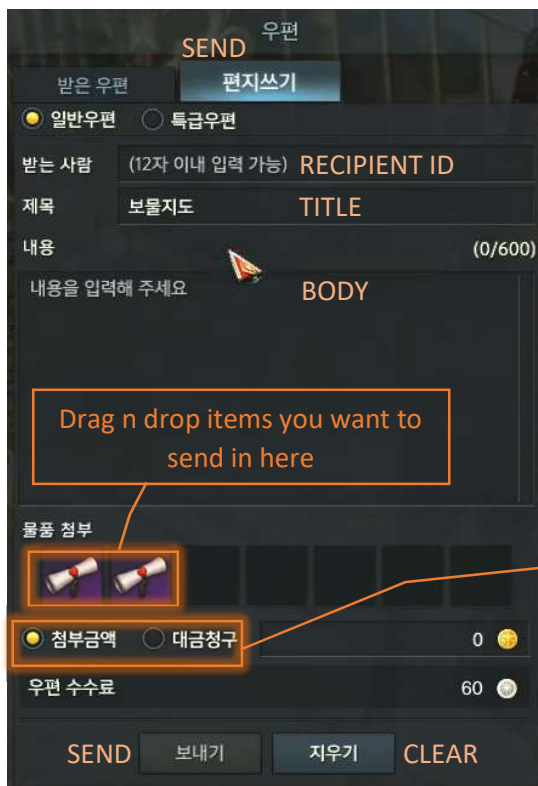 우편
SEND
받은 우편 편지쓰기
일반우편 특급우편
받는 사람 (12자 이내 입력 가능) RECIPIENT ID
제목 보물지도 TITLE
내용 (0/600)
내용을 입력해 주세요 BODY
Drag n drop items you want to
send in here
물품 첨부
첨부금액 대금청구 0
우편 수수료 60
SEND 보내기 지우기 CLEAR